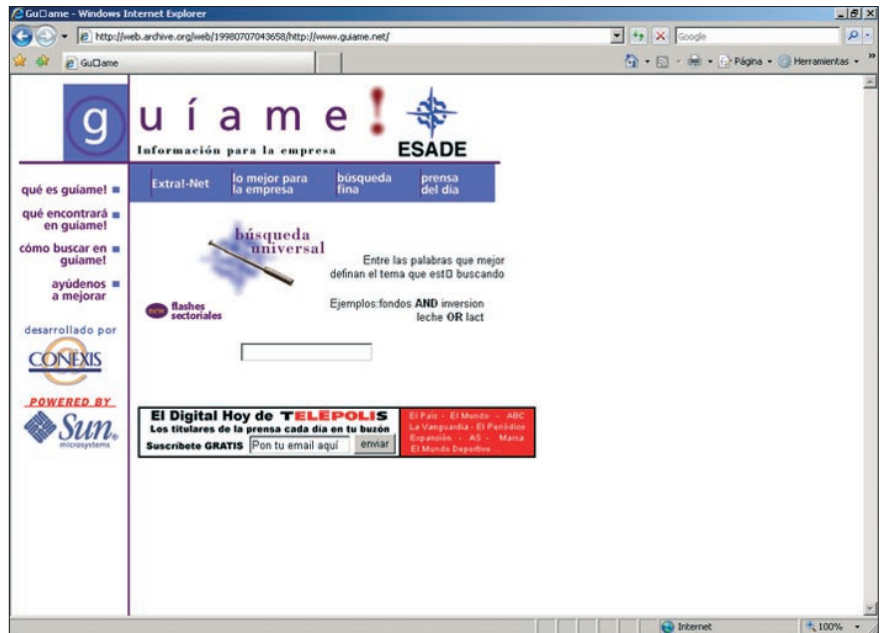 Gu□ame - Windows Internet Explorer
http://web.archive.org/web/19980707043658/http://www.guiame.net/
Google
Gu□ame
Página
Herramientas
g
guíame!
Información para la empresa
ESADE
Extra!-Net
lo mejor para
la empresa
búsqueda
fina
prensa
del día
qué es guíame!
qué encontrará
en guíame!
cómo buscar en
guíame!
ayúdenos
a mejorar
desarrollado por
CONEXIS
POWERED BY
Sun
microsystems
búsqueda
universal
Entre las palabras que mejor
definan el tema que est□ buscando
new
flashes
sectoriales
Ejemplos:fondos AND inversion
leche OR lact
El Digital Hoy de TELÉPOLIS
Los titulares de la prensa cada día en tu buzón
Suscríbete GRATIS Pon tu email aquí enviar
El País - El Mundo - ABC
La Vanguardia - El Periódico
Expansión - AS - Marca
El Mundo Deportivo ...
Internet
100%